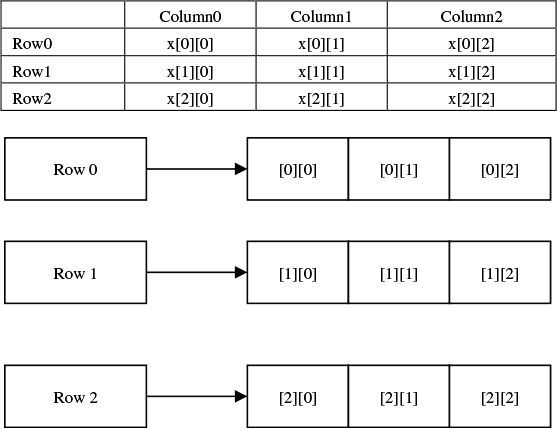 Column0 Column1 Column2
Row0 x[0][0] x[0][1] x[0][2]
Row1 x[1][0] x[1][1] x[1][2]
Row2 x[2][0] x[2][1] x[2][2]
Row 0 [0][0] [0][1] [0][2]
Row 1 [1][0] [1][1] [1][2]
Row 2 [2][0] [2][1] [2][2]